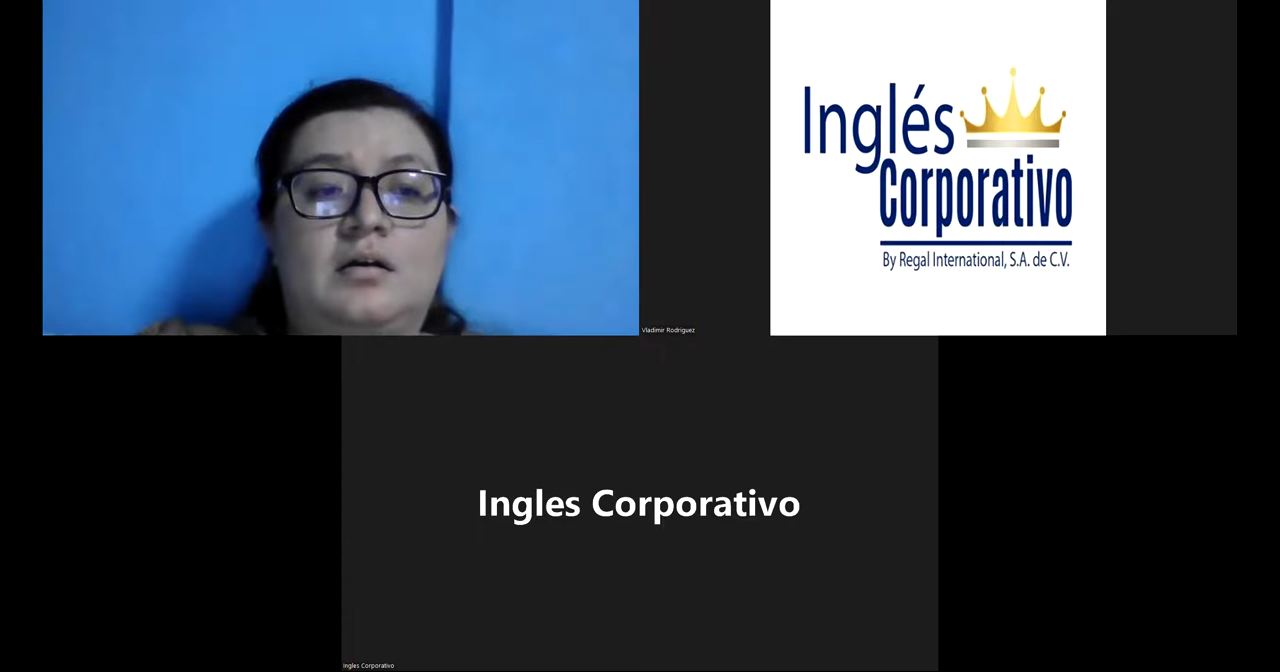 Inglés
Corporativo
By Regal International, S.A. de C.V.
Vladimir Rodriguez
Ingles Corporativo
Ingles Corporativo